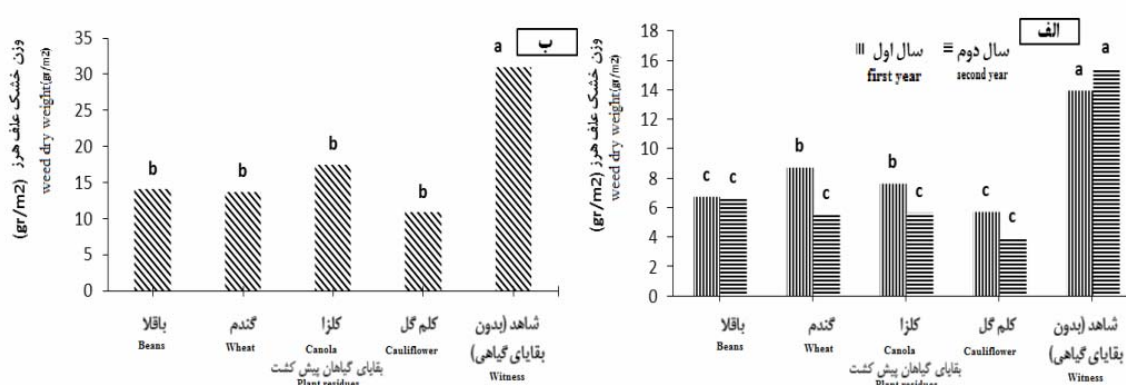 ب
وزن خشک علف هرز (gr/m2)
weed dry weight(gr/m2)
35
30
25
20
15
10
5
0
b
b
b
b
a
باقلا
Beans
گندم
Wheat
کلزا
Canola
کلم گل
Cauliflower
شاهد (بدون
بقایای گیاهی)
Witness
بقایای گیاهان پیش کشت
Plant residues
الف
سال اول
first year
سال دوم
second year
وزن خشک علف هرز (gr/m2)
weed dry weight(gr/m2)
18
16
14
12
10
8
6
4
2
0
c c
b c
b c
c c
a a
باقلا
Beans
گندم
Wheat
کلزا
Canola
کلم گل
Cauliflower
شاهد (بدون
بقایای گیاهی)
Witness
بقایای گیاهان پیش کشت
Plant residues